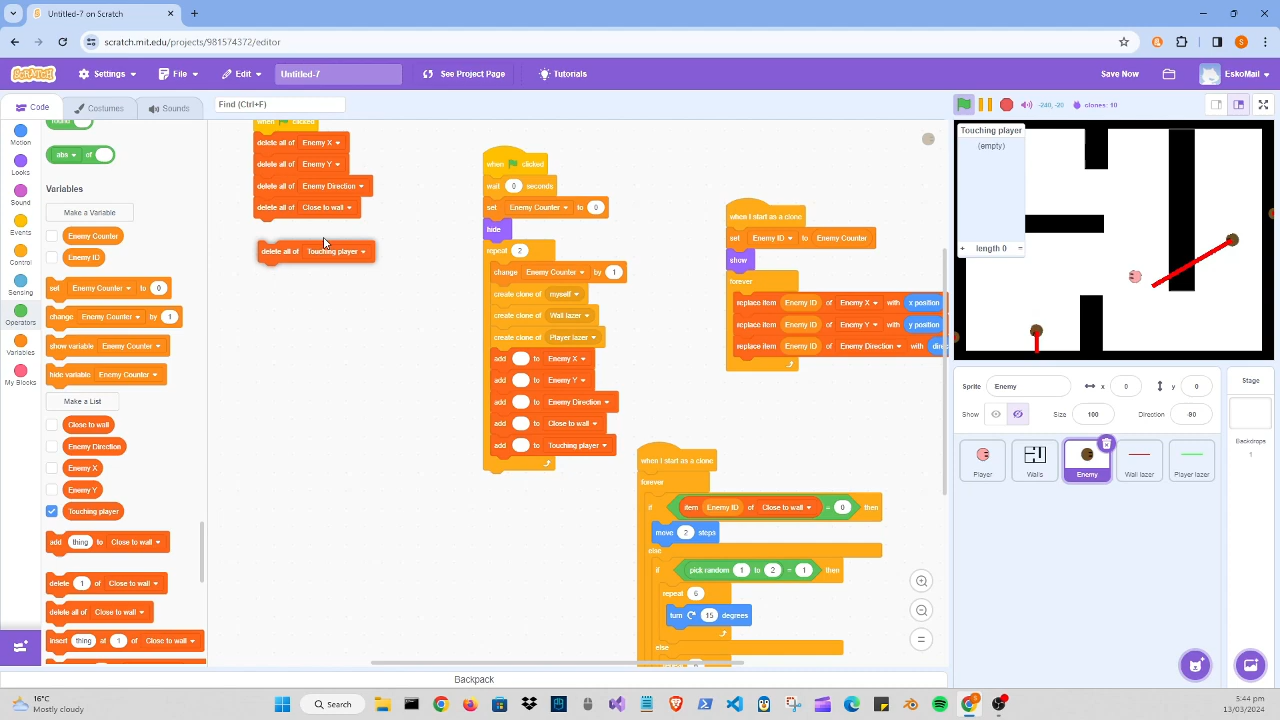 Untitled-7 on Scratch
scratch.mit.edu/projects/981574372/editor
SCRATCH Settings File Edit Untitled-7 See Project Page Tutorials Save Now EskoMail
Code Costumes Sounds Find (Ctrl+F) -240, -20 clones: 10
Motion
Looks
Sound
Events
Control
Sensing
Operators
Variables
My Blocks
abs of
Variables
Make a Variable
Enemy Counter
Enemy ID
set Enemy Counter to 0
change Enemy Counter by 1
show variable Enemy Counter
hide variable Enemy Counter
Make a List
Close to wall
Enemy Direction
Enemy X
Enemy Y
Touching player
add thing to Close to wall
delete 1 of Close to wall
delete all of Close to wall
insert thing at 1 of Close to wall
when clicked
delete all of Enemy X
delete all of Enemy Y
delete all of Enemy Direction
delete all of Close to wall
delete all of Touching player
when clicked
wait 0 seconds
set Enemy Counter to 0
hide
repeat 2
change Enemy Counter by 1
create clone of myself
create clone of Wall lazer
create clone of Player lazer
add to Enemy X
add to Enemy Y
add to Enemy Direction
add to Close to wall
add to Touching player
when I start as a clone
set Enemy ID to Enemy Counter
show
forever
replace item Enemy ID of Enemy X with x position
replace item Enemy ID of Enemy Y with y position
replace item Enemy ID of Enemy Direction with direc
when I start as a clone
forever
if item Enemy ID of Close to wall = 0 then
move 2 steps
else
if pick random 1 to 2 = 1 then
repeat 6
turn 15 degrees
else
Backpack
Touching player
(empty)
+ length 0 =
Sprite Enemy x 0 y 0
Show Size 100 Direction -80
Player
Walls
Enemy
Wall lazer
Player lazer
Stage
Backdrops
1
16°C
Mostly cloudy
Search
5:44 pm
13/03/2024